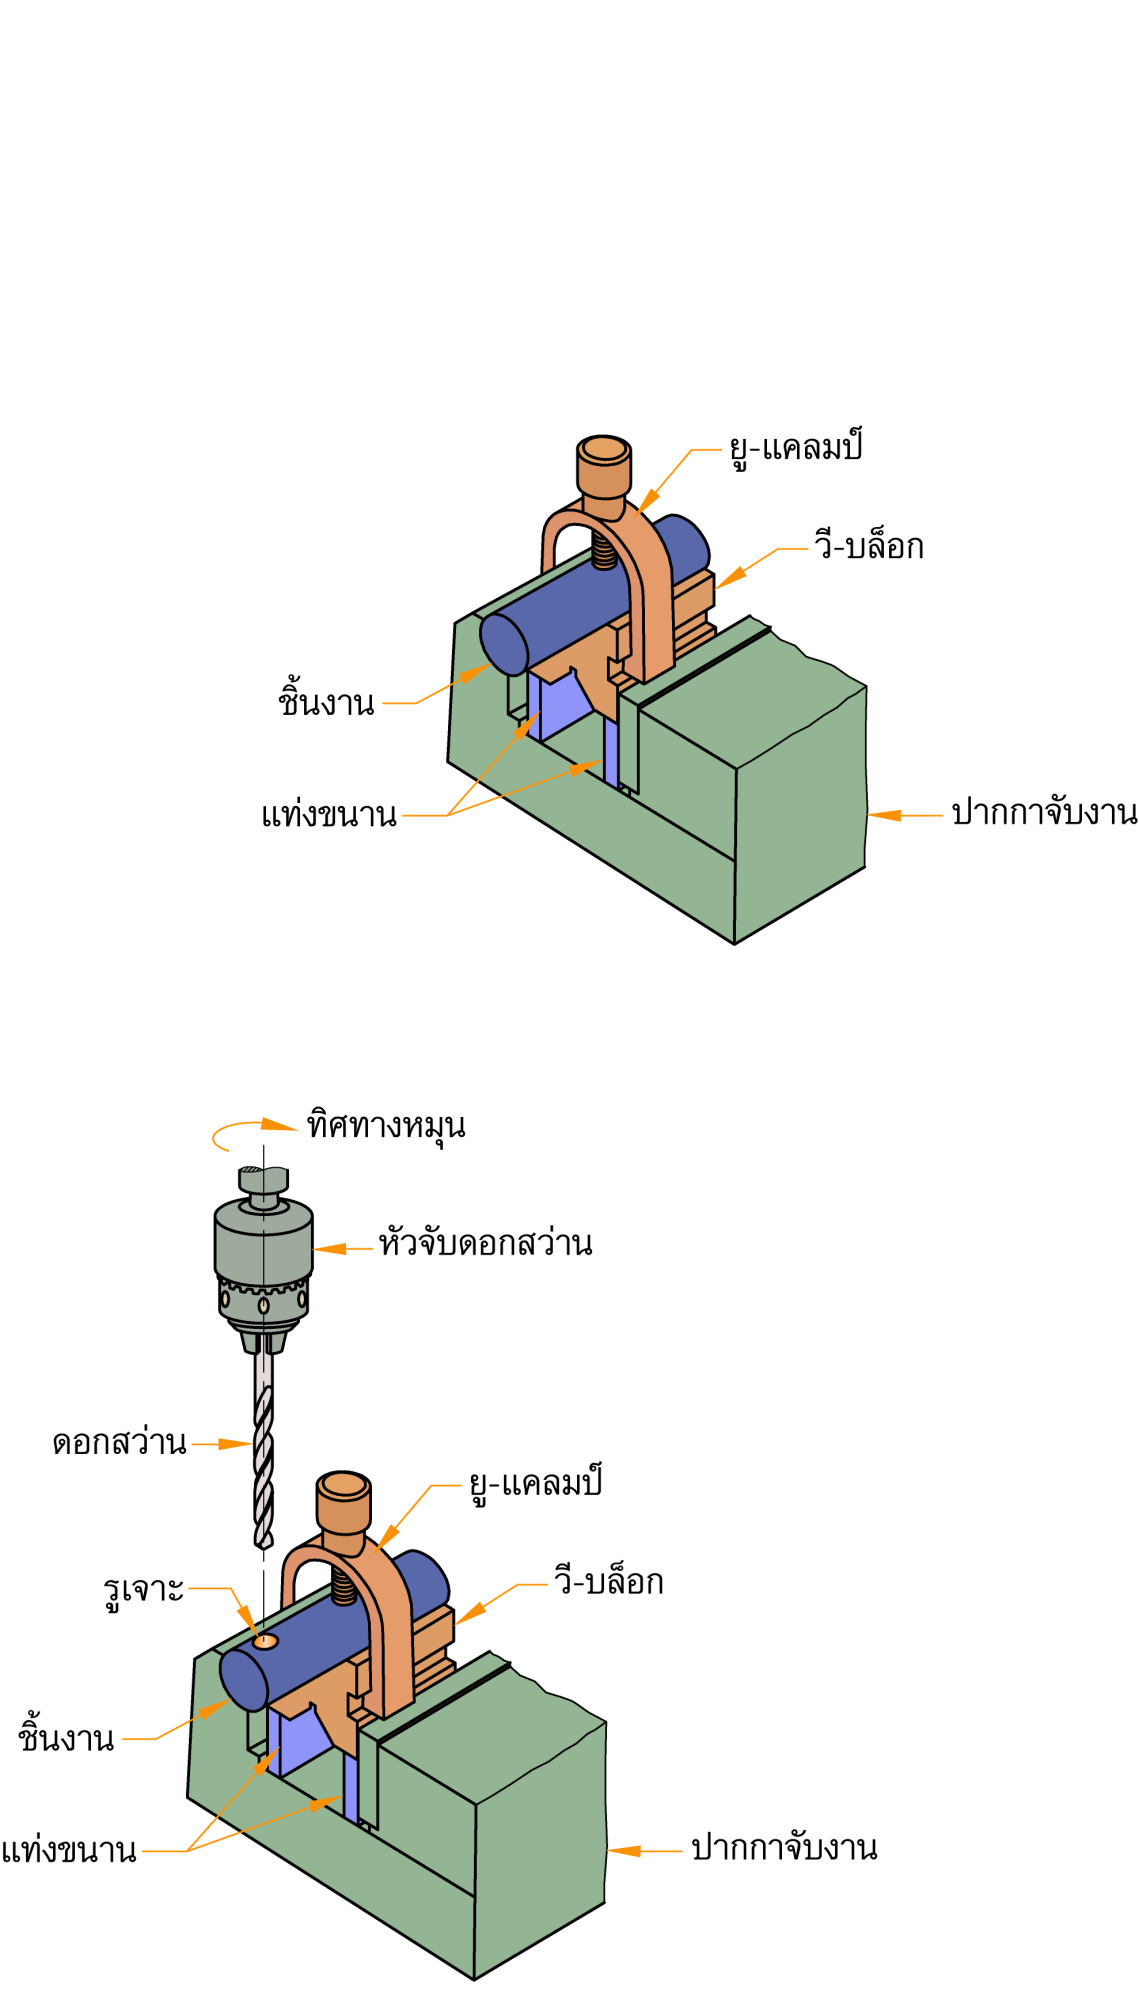 ยู-แคลมป์
วี-บล็อก
ชิ้นงาน
แท่งขนาน
ปากกาจับงาน
ทิศทางหมุน
หัวจับดอกสว่าน
ดอกสว่าน
ยู-แคลมป์
วี-บล็อก
รูเจาะ
ชิ้นงาน
แท่งขนาน
ปากกาจับงาน